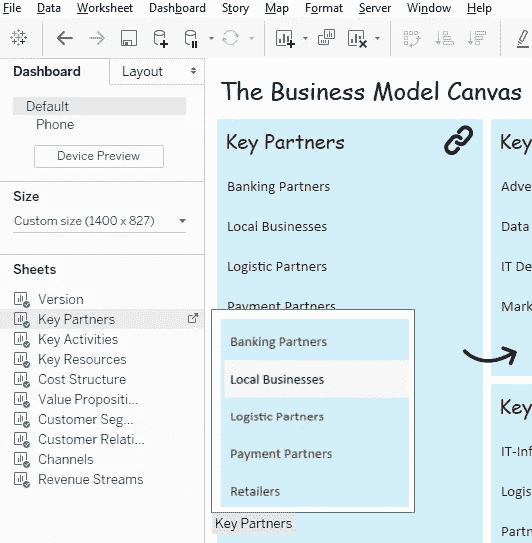 File Data Worksheet Dashboard Story Map Format Server Window Help
Dashboard Layout
Default
Phone
Device Preview
Size
Custom size (1400 x 827)
Sheets
Version
Key Partners
Key Activities
Key Resources
Cost Structure
Value Propositi...
Customer Seg...
Customer Relati...
Channels
Revenue Streams
The Business Model Canvas
Key Partners
Banking Partners
Local Businesses
Logistic Partners
Payment Partners
Banking Partners
Local Businesses
Logistic Partners
Payment Partners
Retailers
Key Partners
Key
Adve
Data
IT De
Mark
Key
IT-Inf
Logis
Partn